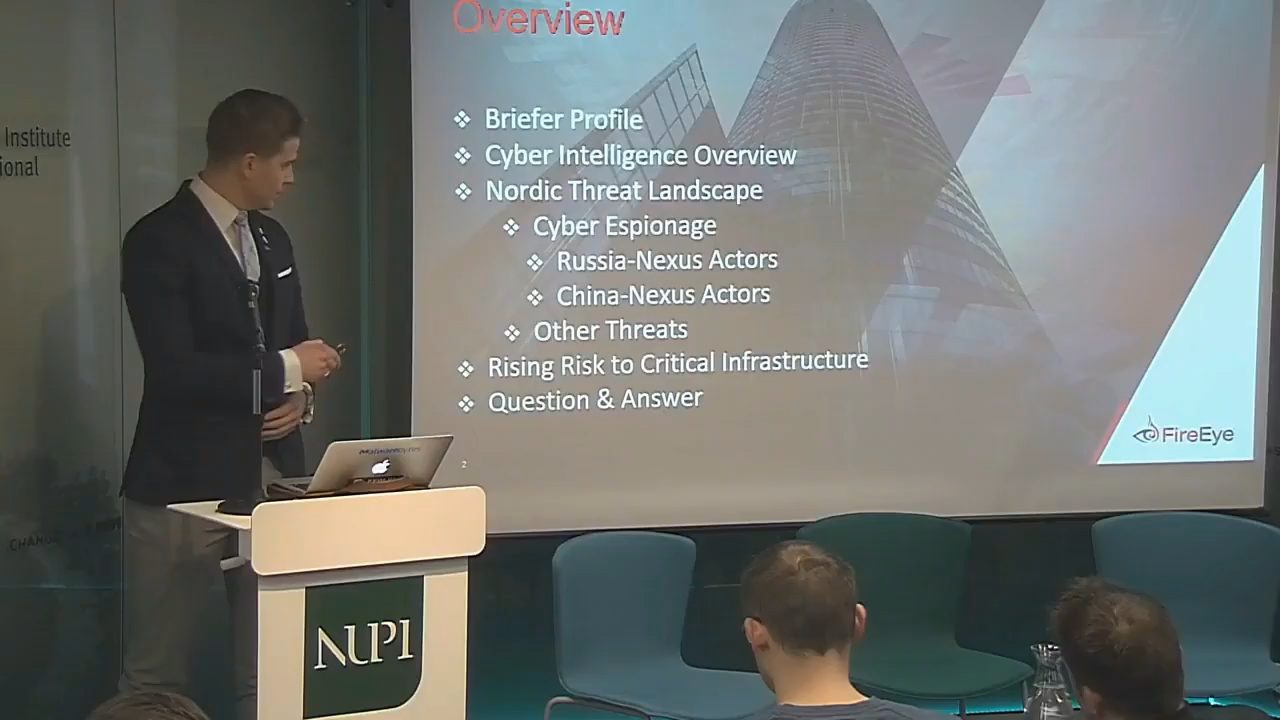 Overview
Institute
ional
❖ Briefer Profile
❖ Cyber Intelligence Overview
❖ Nordic Threat Landscape
❖ Cyber Espionage
❖ Russia-Nexus Actors
❖ China-Nexus Actors
❖ Other Threats
❖ Rising Risk to Critical Infrastructure
❖ Question & Answer
FireEye
2
NUPI